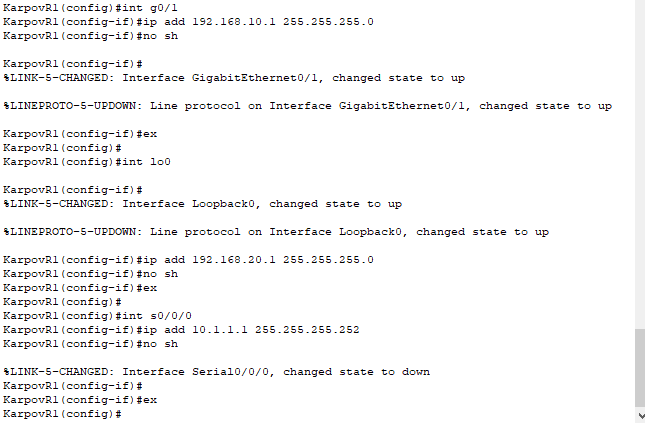 KarpovR1(config)#int g0/1
KarpovR1(config-if)#ip add 192.168.10.1 255.255.255.0
KarpovR1(config-if)#no sh
KarpovR1(config-if)#
%LINK-5-CHANGED: Interface GigabitEthernet0/1, changed state to up
%LINEPROTO-5-UPDOWN: Line protocol on Interface GigabitEthernet0/1, changed state to up
KarpovR1(config-if)#ex
KarpovR1(config)#
KarpovR1(config)#int lo0
KarpovR1(config-if)#
%LINK-5-CHANGED: Interface Loopback0, changed state to up
%LINEPROTO-5-UPDOWN: Line protocol on Interface Loopback0, changed state to up
KarpovR1(config-if)#ip add 192.168.20.1 255.255.255.0
KarpovR1(config-if)#no sh
KarpovR1(config-if)#ex
KarpovR1(config)#
KarpovR1(config)#int s0/0/0
KarpovR1(config-if)#ip add 10.1.1.1 255.255.255.252
KarpovR1(config-if)#no sh
%LINK-5-CHANGED: Interface Serial0/0/0, changed state to down
KarpovR1(config-if)#
KarpovR1(config-if)#ex
KarpovR1(config)#